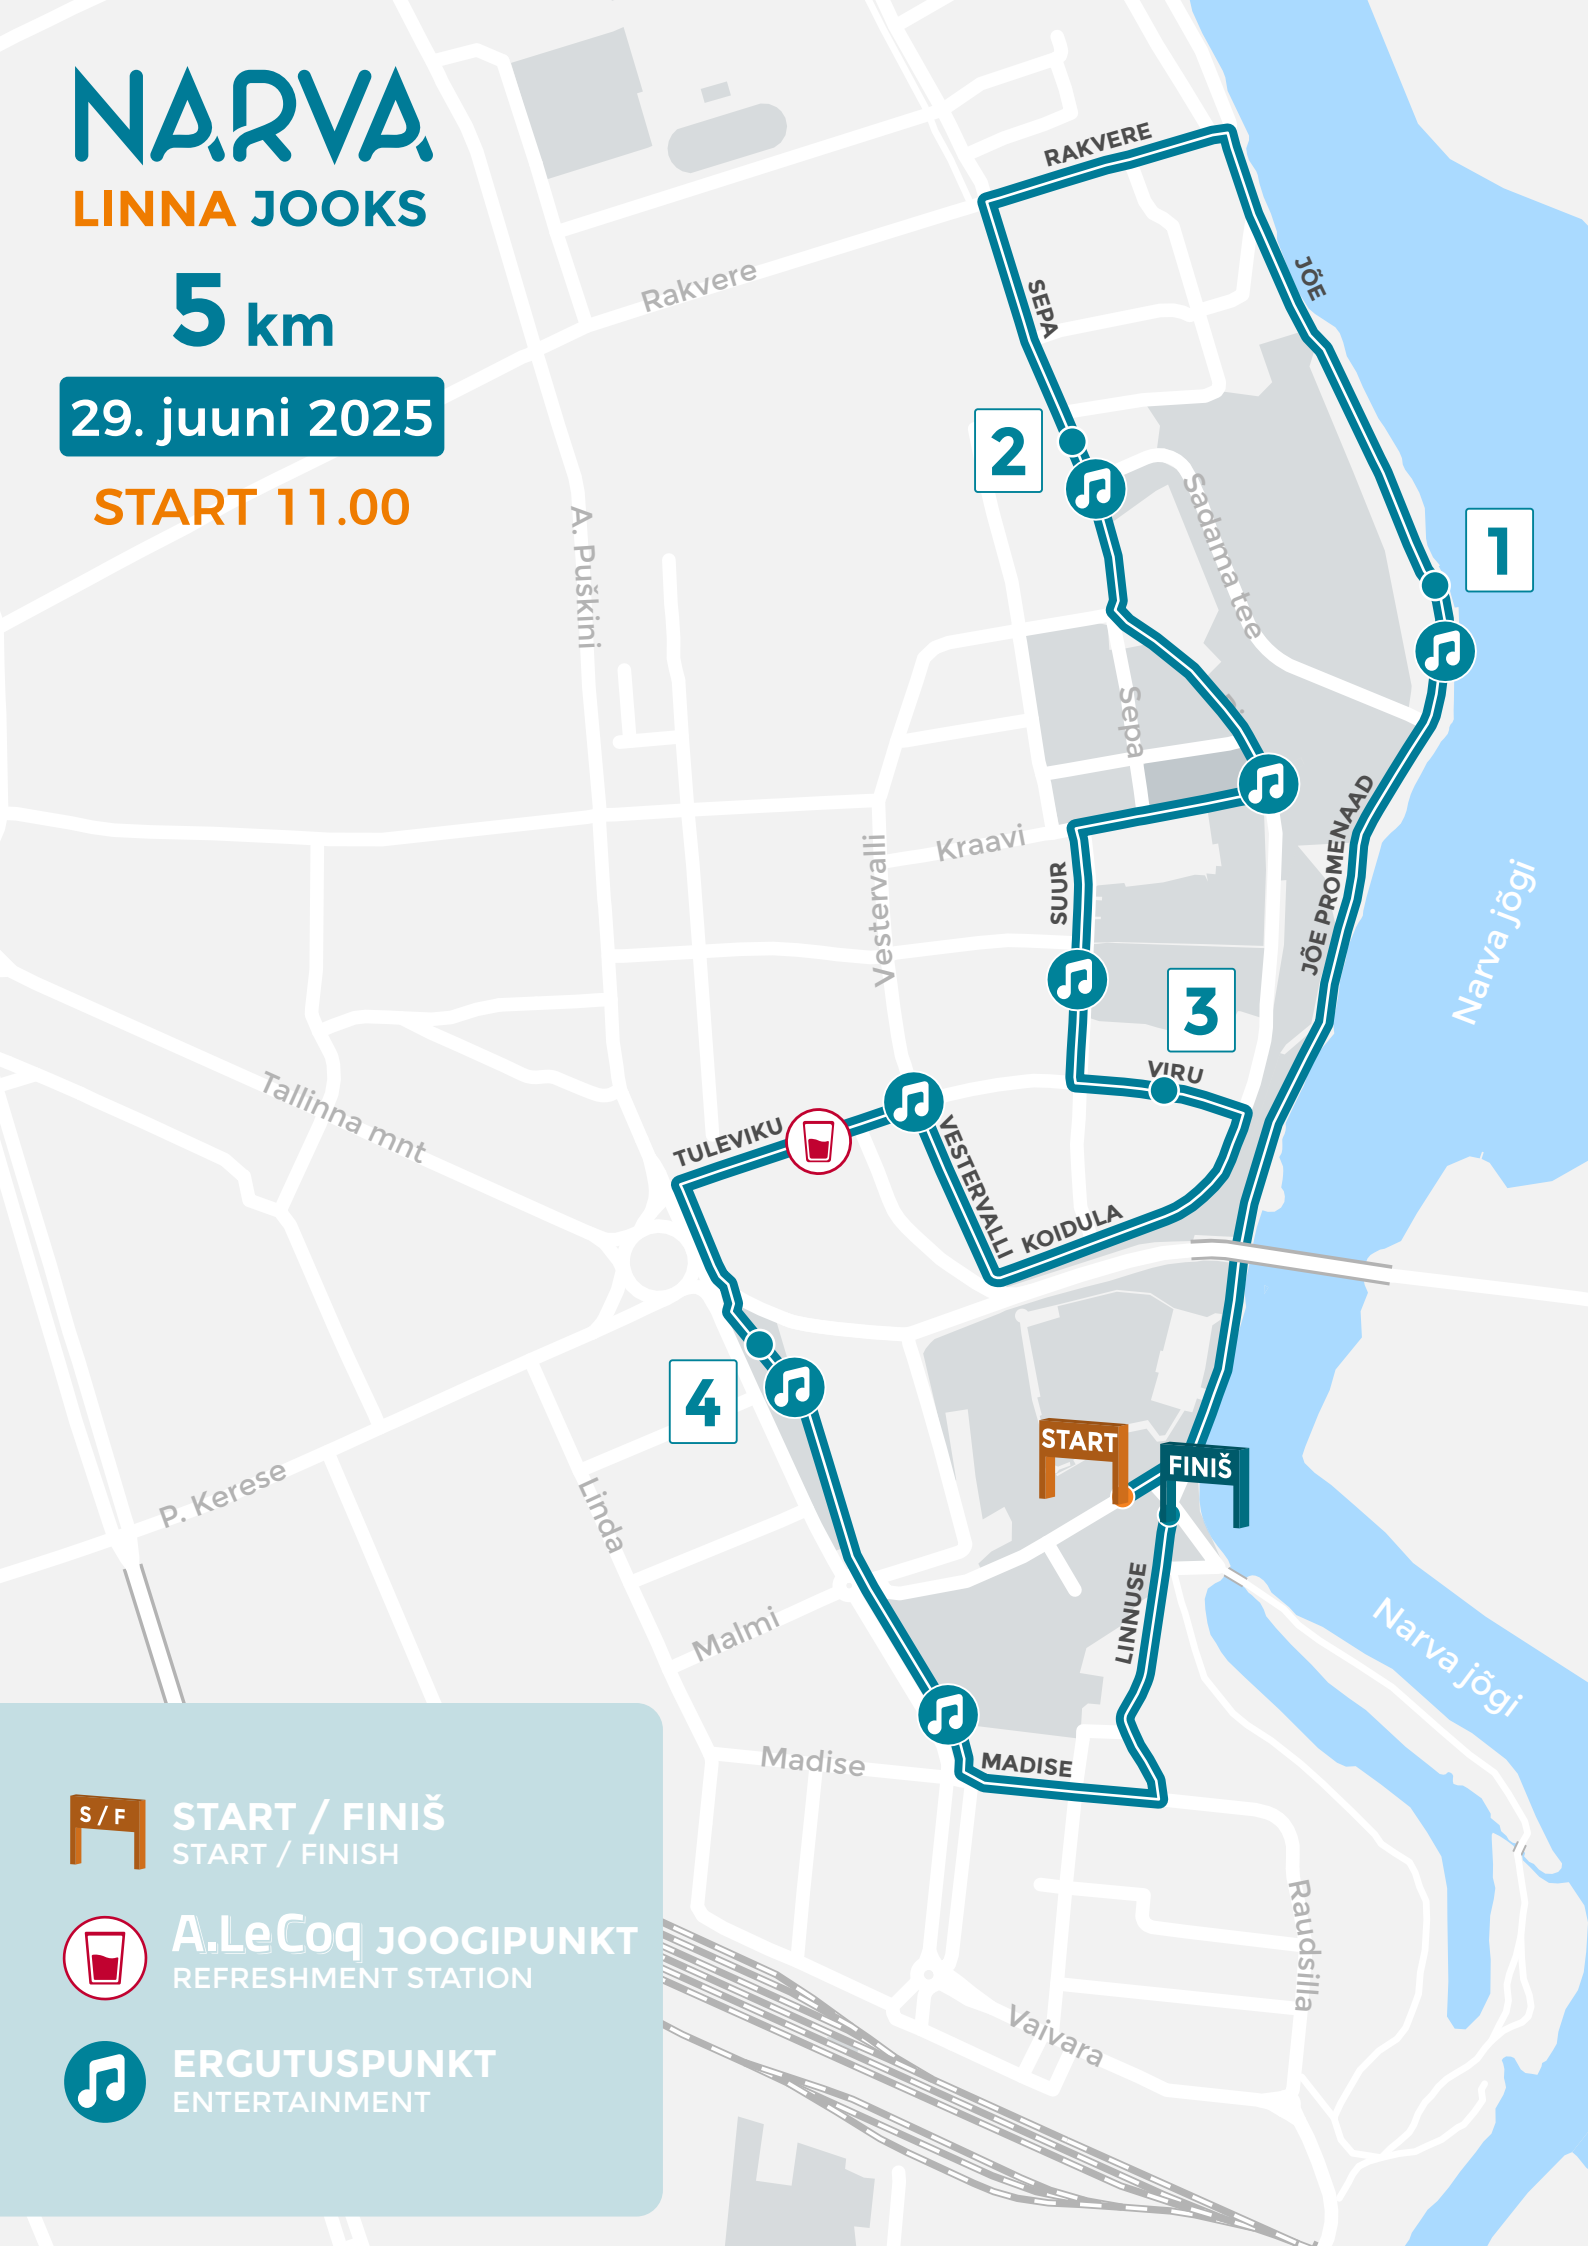 NARVA
LINNA JOOKS
5 km
29. juuni 2025
START 11.00
RAKVERE
JÕE
SEPA
Rakvere
2
1
A. Puškini
Sadama tee
Sepa
JÕE PROMENAAD
Kraavi
Vestervalli
SUUR
Narva jõgi
3
VIRU
Tallinna mnt
TULEVIKU
VESTERVALLI
KOIDULA
4
START
FINIŠ
P. Kerese
Linda
LINNUSE
Malmi
Narva jõgi
Madise
MADISE
Raudsilla
Vaivara
S / F
START / FINIŠ
START / FINISH
A.LeCoq JOOGIPUNKT
REFRESHMENT STATION
ERGUTUSPUNKT
ENTERTAINMENT